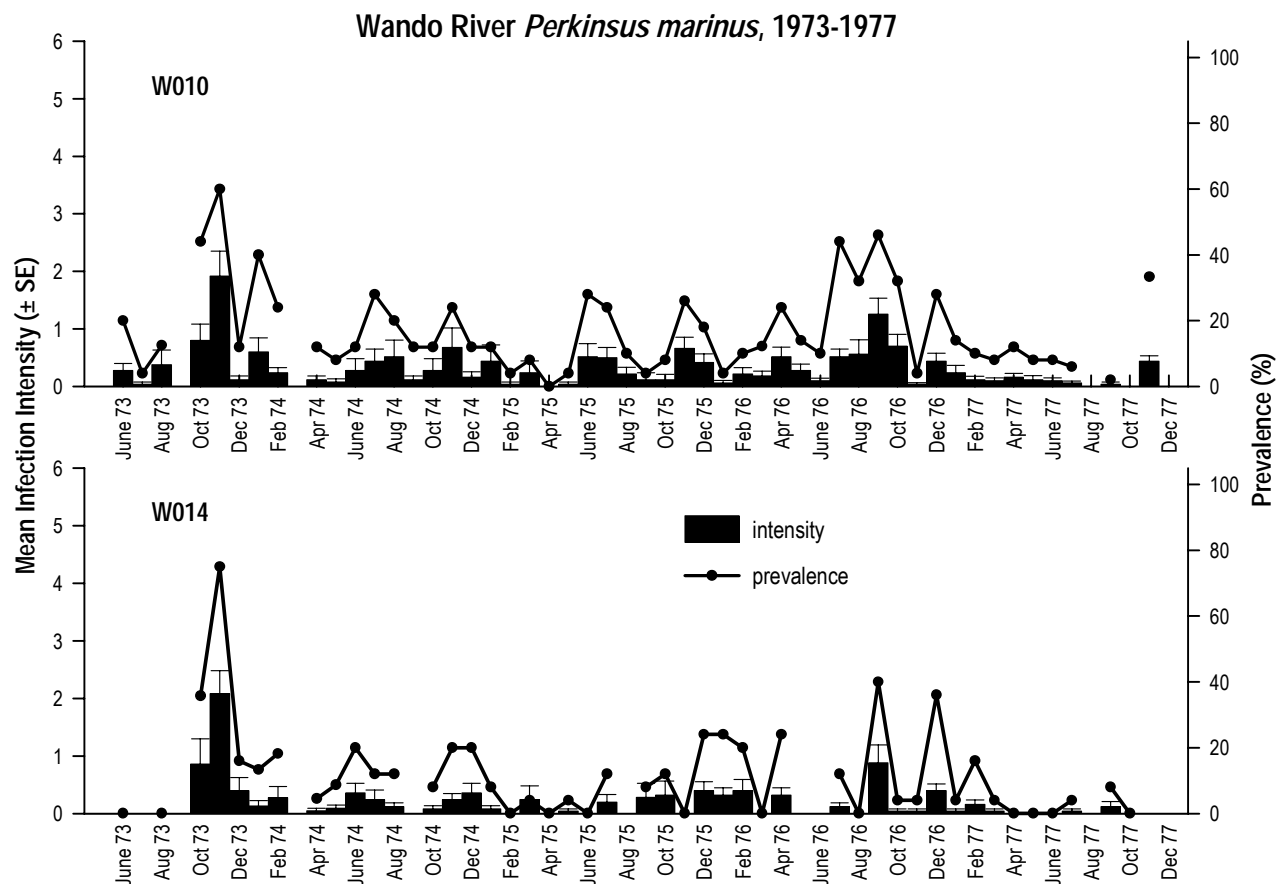 Wando River Perkinsus marinus, 1973-1977
W010
6
5
4
3
2
1
0
100
80
60
40
20
0
June 73
Aug 73
Oct 73
Dec 73
Feb 74
Apr 74
June 74
Aug 74
Oct 74
Dec 74
Feb 75
Apr 75
June 75
Aug 75
Oct 75
Dec 75
Feb 76
Apr 76
June 76
Aug 76
Oct 76
Dec 76
Feb 77
Apr 77
June 77
Aug 77
Oct 77
Dec 77
Mean Infection Intensity (± SE)
Prevalence (%)
W014
intensity
prevalence
6
5
4
3
2
1
0
100
80
60
40
20
0
June 73
Aug 73
Oct 73
Dec 73
Feb 74
Apr 74
June 74
Aug 74
Oct 74
Dec 74
Feb 75
Apr 75
June 75
Aug 75
Oct 75
Dec 75
Feb 76
Apr 76
June 76
Aug 76
Oct 76
Dec 76
Feb 77
Apr 77
June 77
Aug 77
Oct 77
Dec 77